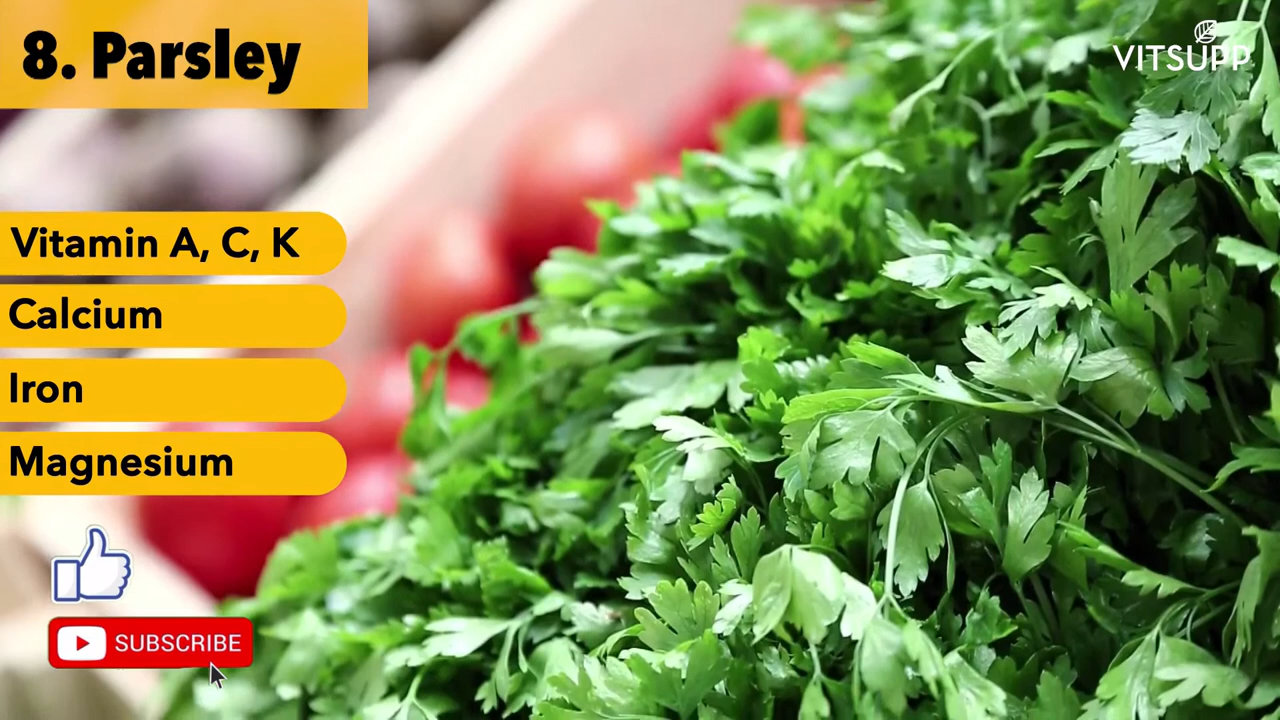 8. Parsley
VITSUPP
Vitamin A, C, K
Calcium
Iron
Magnesium
SUBSCRIBE